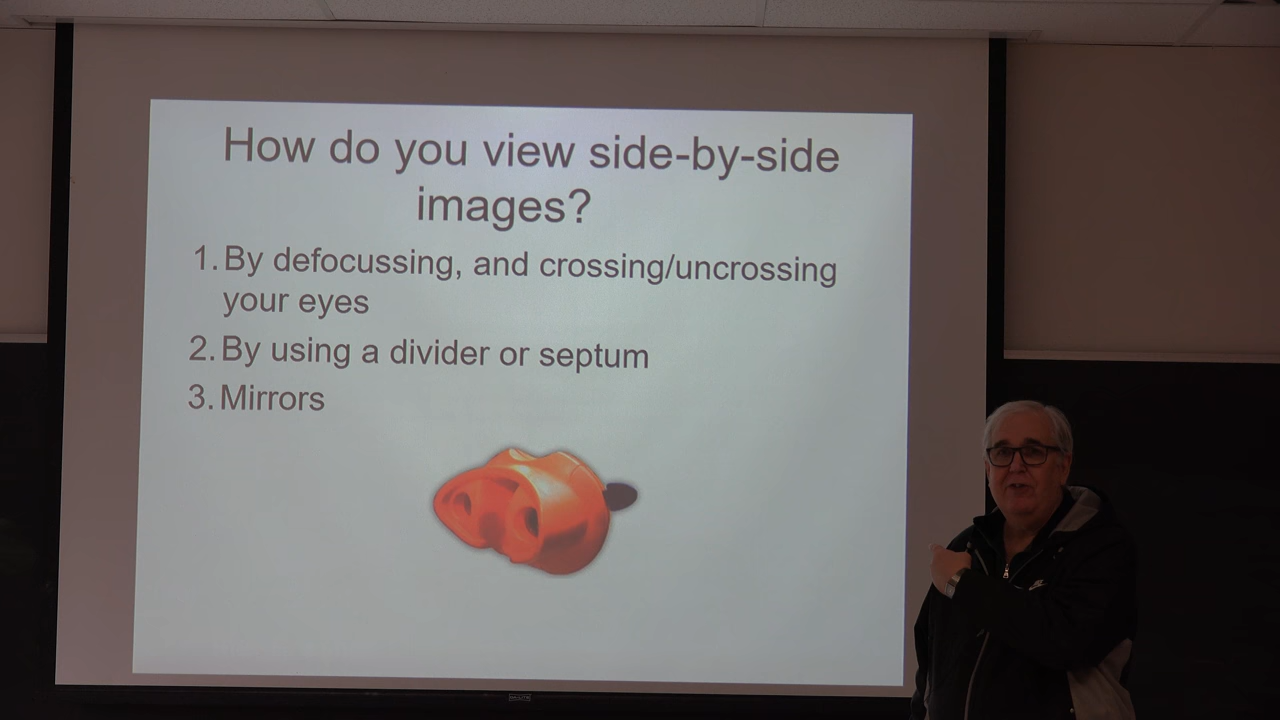 How do you view side-by-side
images?
1. By defocussing, and crossing/uncrossing
your eyes
2. By using a divider or septum
3. Mirrors